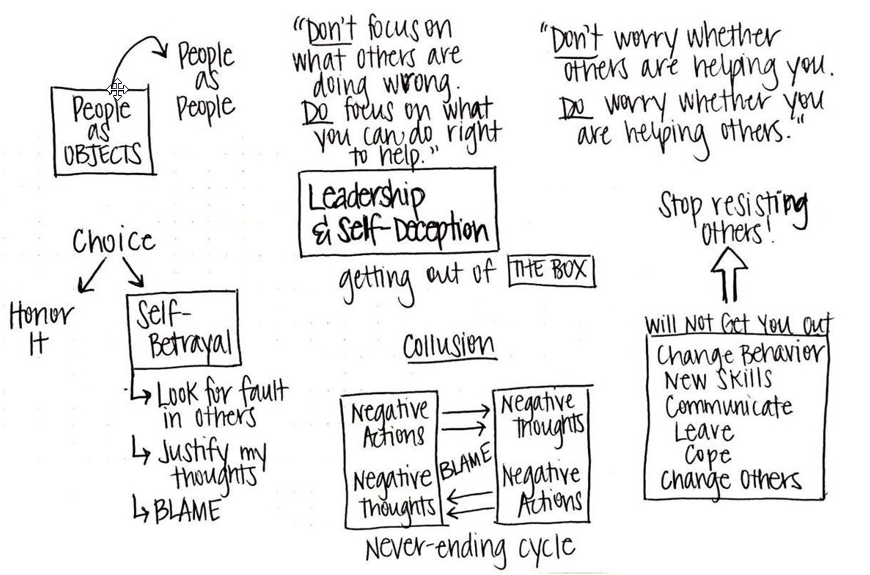 People
as
People
People
as
OBJECTS
"Don't focus on
what others are
doing wrong.
Do focus on what
you can do right
to help."
"Don't worry whether
others are helping you.
Do worry whether you
are helping others."
Leadership
& Self-Deception
getting out of THE BOX
Choice
Honor
It
Self-
Betrayal
Look for fault
in others
Justify my
thoughts
BLAME
Collusion
Negative
Actions
Negative
thoughts
BLAME
Negative
Thoughts
Negative
Actions
Never-ending cycle
Stop resisting
others!
Will Not Get You Out
Change Behavior
New Skills
Communicate
Leave
Cope
Change Others